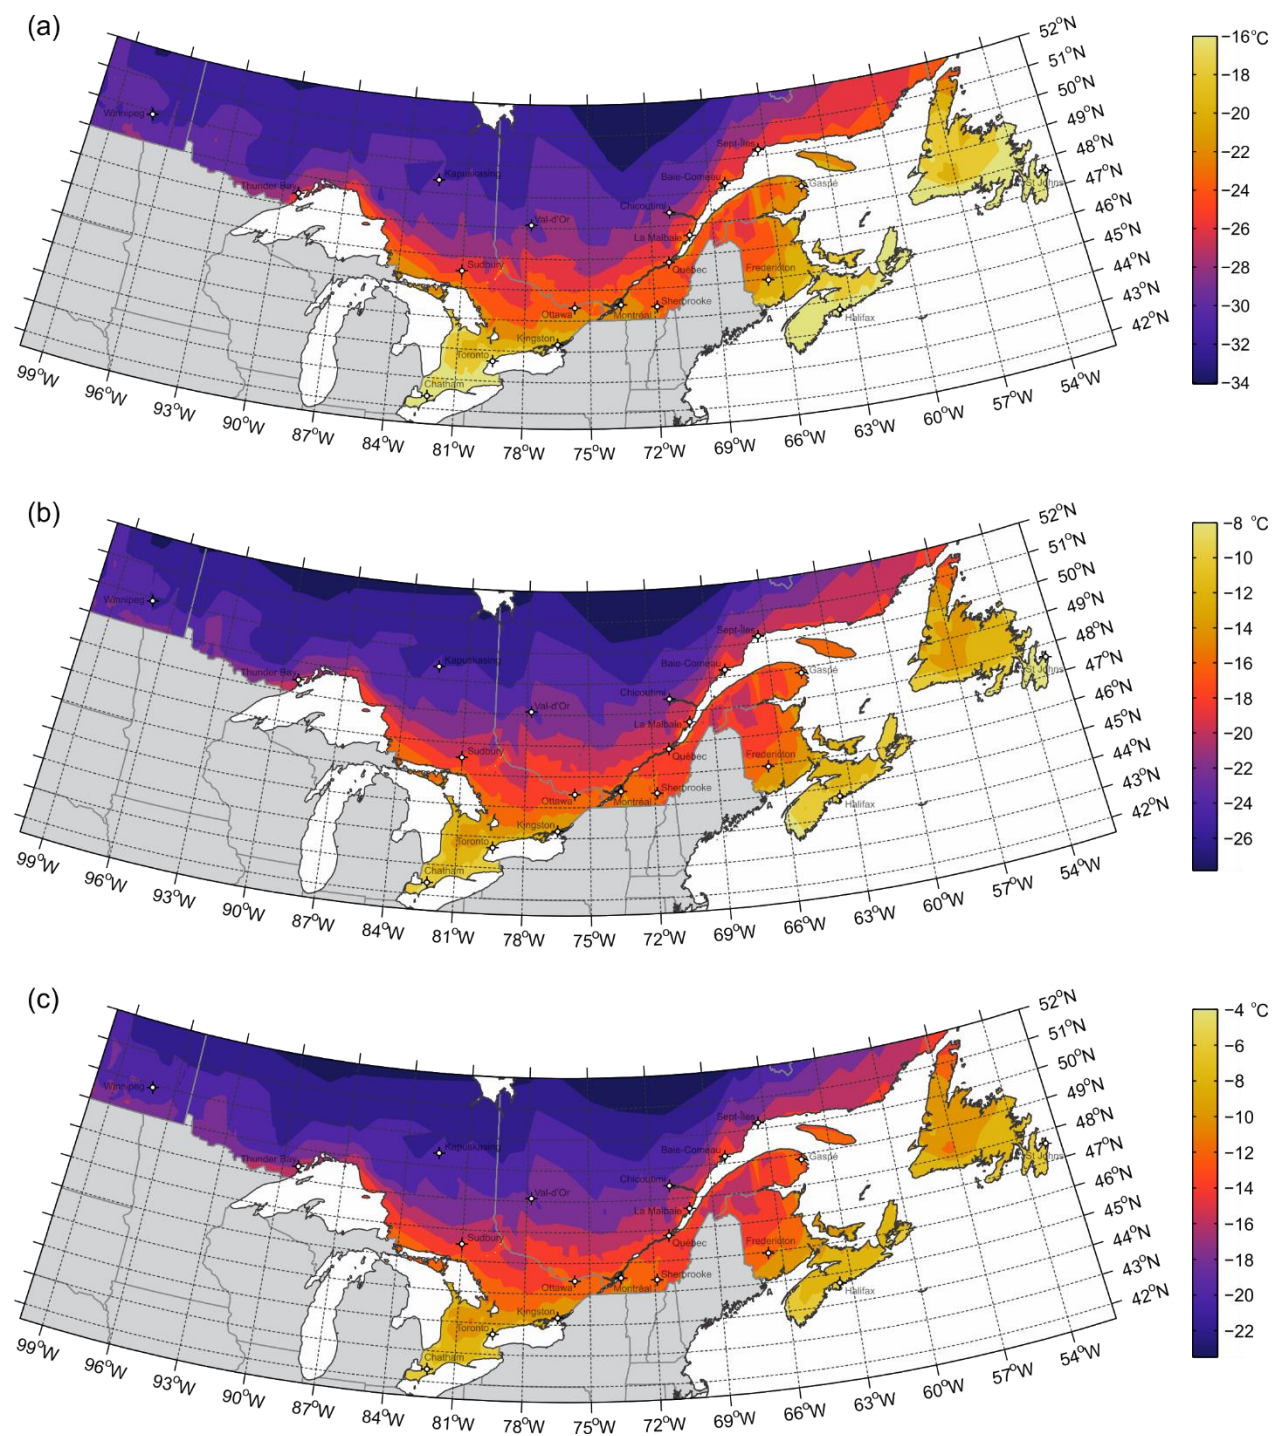 (a)
52°N
51°N
50°N
49°N
48°N
47°N
46°N
45°N
44°N
43°N
42°N
Winnipeg
Thunder Bay
Kapuskasing
Val-d'Or
Sudbury
Ottawa
Kingston
Toronto
Chatham
Montréal
Sherbrooke
Québec
La Malbaie
Chicoutimi
Baie-Comeau
Sept-Îles
Gaspé
Fredericton
Halifax
St Johns
99°W
96°W
93°W
90°W
87°W
84°W
81°W
78°W
75°W
72°W
69°W
66°W
63°W
60°W
57°W
54°W
−16°C
−18
−20
−22
−24
−26
−28
−30
−32
−34
(b)
52°N
51°N
50°N
49°N
48°N
47°N
46°N
45°N
44°N
43°N
42°N
Winnipeg
Thunder Bay
Kapuskasing
Val-d'Or
Sudbury
Ottawa
Kingston
Toronto
Chatham
Montréal
Sherbrooke
Québec
La Malbaie
Chicoutimi
Baie-Comeau
Sept-Îles
Gaspé
Fredericton
Halifax
St Johns
99°W
96°W
93°W
90°W
87°W
84°W
81°W
78°W
75°W
72°W
69°W
66°W
63°W
60°W
57°W
54°W
−8 °C
−10
−12
−14
−16
−18
−20
−22
−24
−26
(c)
52°N
51°N
50°N
49°N
48°N
47°N
46°N
45°N
44°N
43°N
42°N
Winnipeg
Thunder Bay
Kapuskasing
Val-d'Or
Sudbury
Ottawa
Kingston
Toronto
Chatham
Montréal
Sherbrooke
Québec
La Malbaie
Chicoutimi
Baie-Comeau
Sept-Îles
Gaspé
Fredericton
Halifax
St Johns
99°W
96°W
93°W
90°W
87°W
84°W
81°W
78°W
75°W
72°W
69°W
66°W
63°W
60°W
57°W
54°W
−4 °C
−6
−8
−10
−12
−14
−16
−18
−20
−22